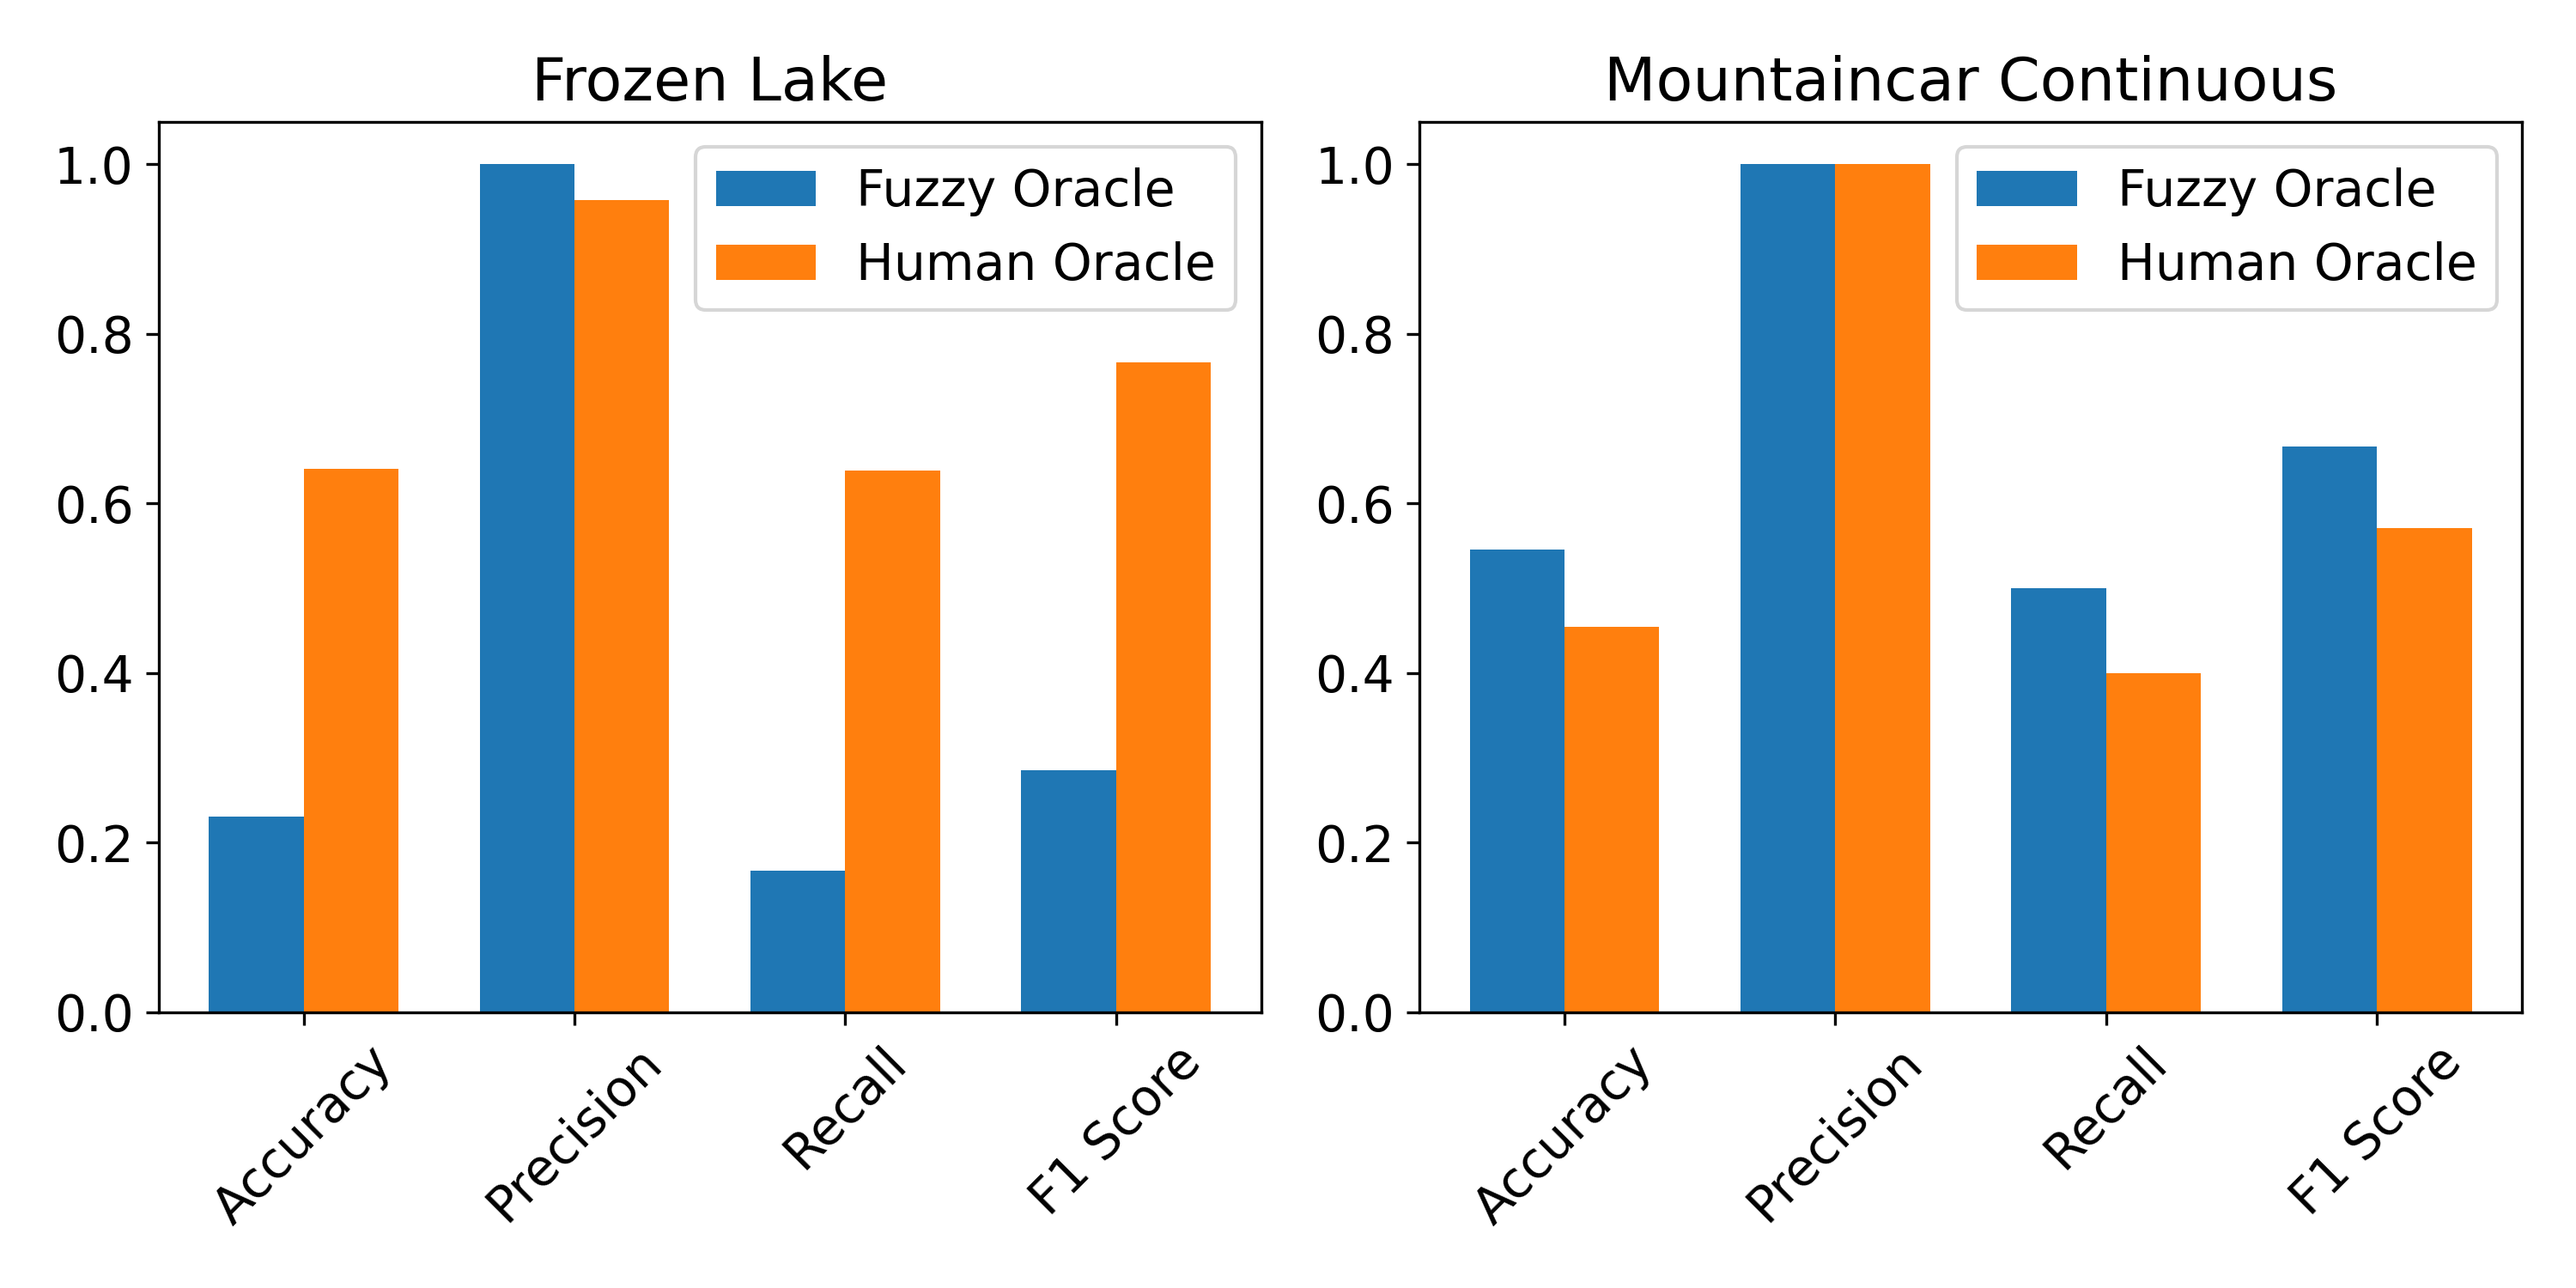 Frozen Lake
1.0
0.8
0.6
0.4
0.2
0.0
Fuzzy Oracle
Human Oracle
Accuracy
Precision
Recall
F1 Score
Mountaincar Continuous
1.0
0.8
0.6
0.4
0.2
0.0
Fuzzy Oracle
Human Oracle
Accuracy
Precision
Recall
F1 Score